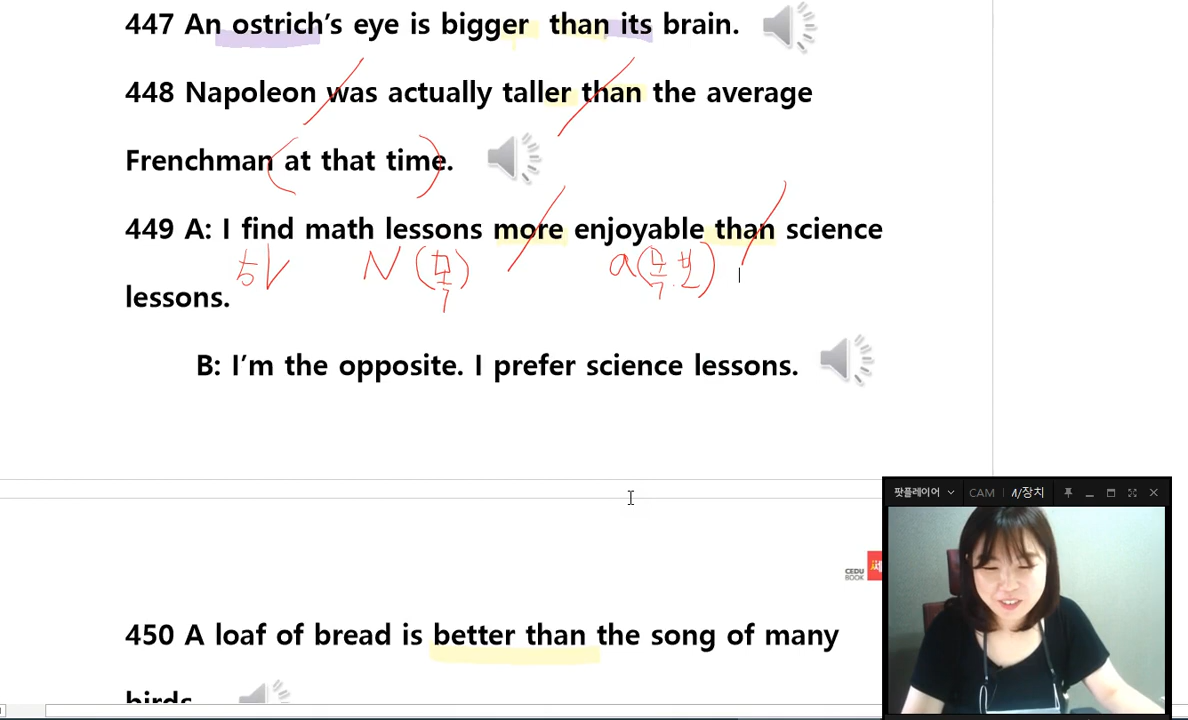 447 An ostrich’s eye is bigger than its brain.
448 Napoleon was actually taller than the average
Frenchman at that time.
449 A: I find math lessons more enjoyable than science
5V N (목) a (목.보)
lessons.
B: I’m the opposite. I prefer science lessons.
팟플레이어 CAM
CEDU
BOOK 쎄
450 A loaf of bread is better than the song of many
birds